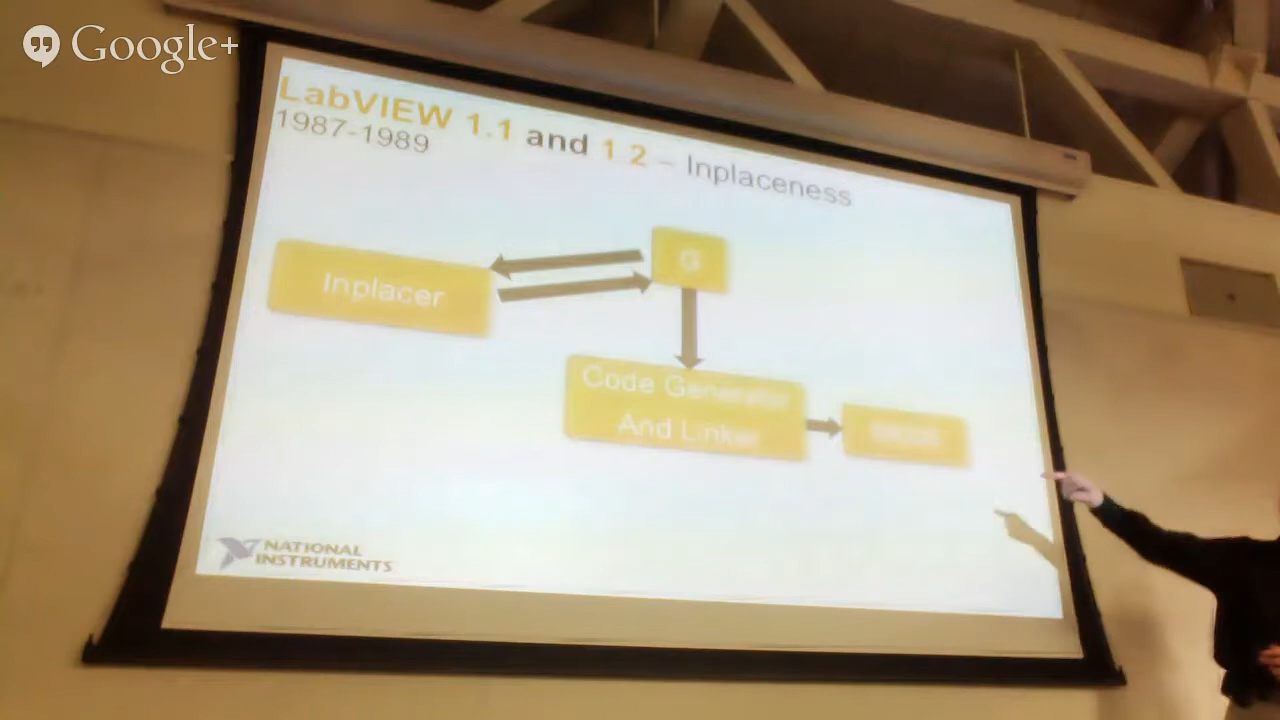 Google+
LabVIEW 1.1 and 1 2 – Inplaceness
1987-1989
Inplacer
G
Code Generator
And Linker
NATIONAL
INSTRUMENTS